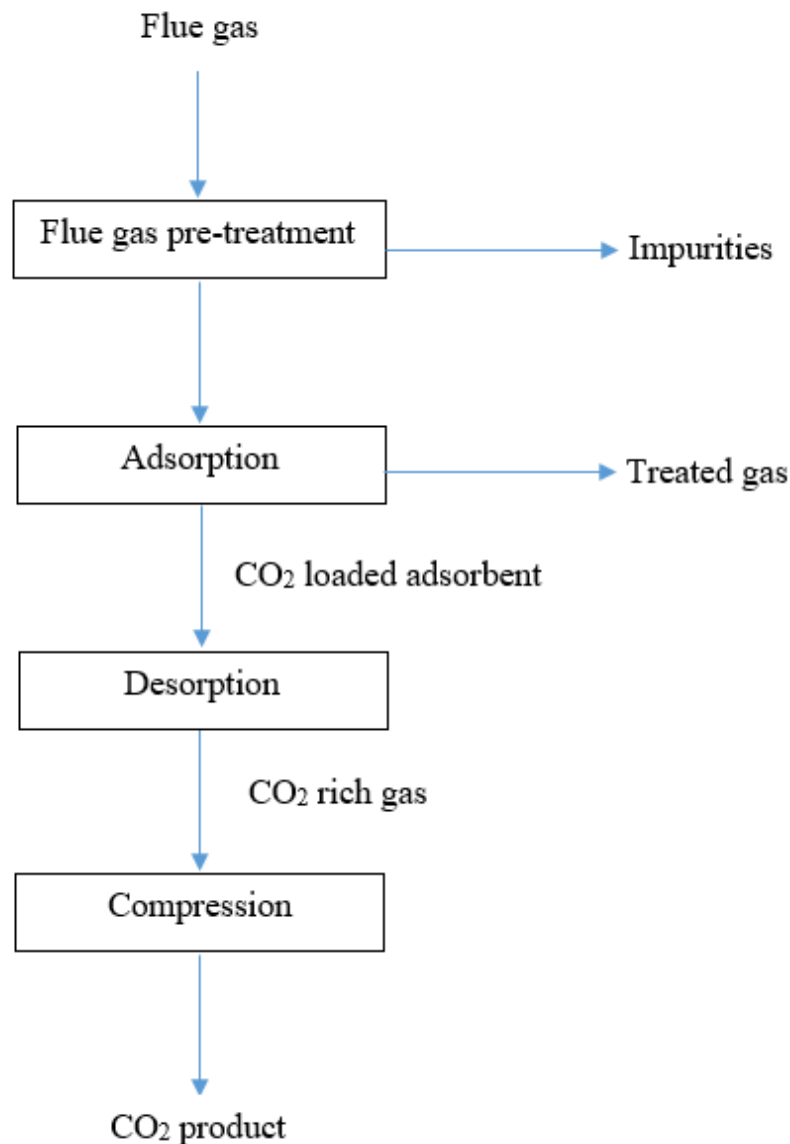 Flue gas
Flue gas pre-treatment
Impurities
Adsorption
Treated gas
CO₂ loaded adsorbent
Desorption
CO₂ rich gas
Compression
CO₂ product